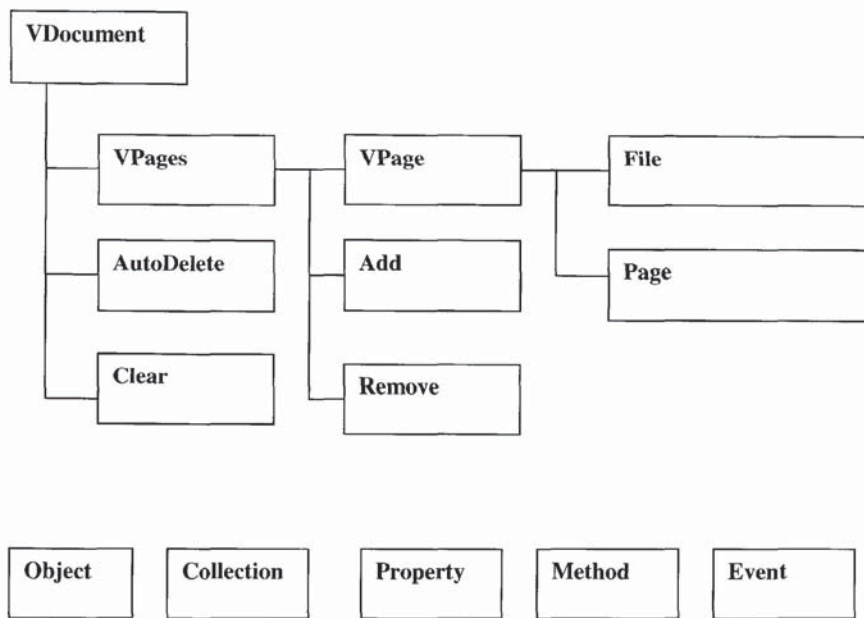 VDocument
VPages
VPage
File
AutoDelete
Add
Page
Clear
Remove
Object
Collection
Property
Method
Event